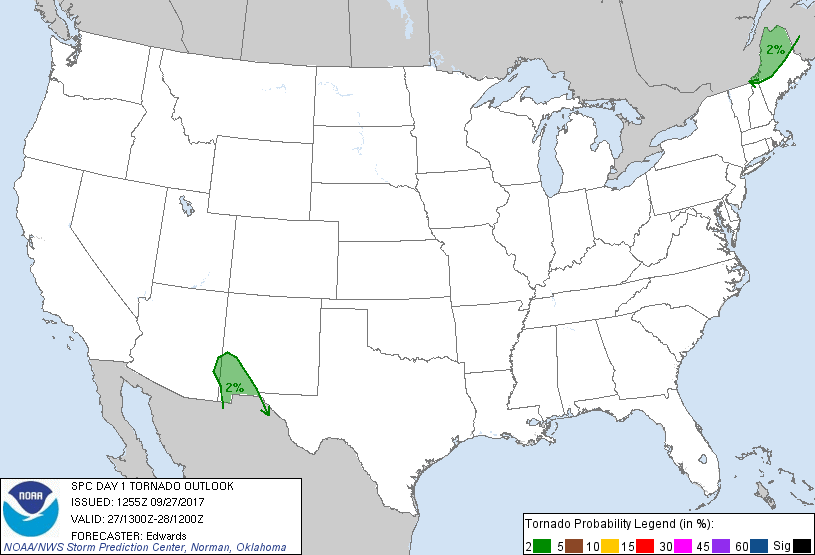 2%
2%
NOAA
SPC DAY 1 TORNADO OUTLOOK
ISSUED: 1255Z 09/27/2017
VALID: 27/1300Z-28/1200Z
FORECASTER: Edwards
NOAA/NWS Storm Prediction Center, Norman, Oklahoma
Tornado Probability Legend (in %):
2 5 10 15 30 45 60 Sig